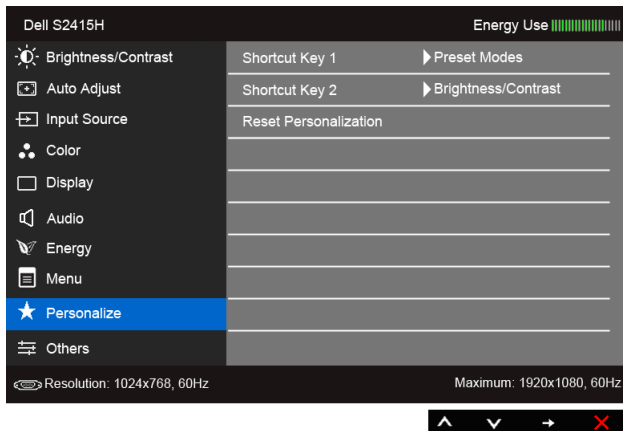 Dell S2415H
Energy Use
Brightness/Contrast
Shortcut Key 1
Preset Modes
Auto Adjust
Shortcut Key 2
Brightness/Contrast
Input Source
Reset Personalization
Color
Display
Audio
Energy
Menu
Personalize
Others
Resolution: 1024x768, 60Hz
Maximum: 1920x1080, 60Hz